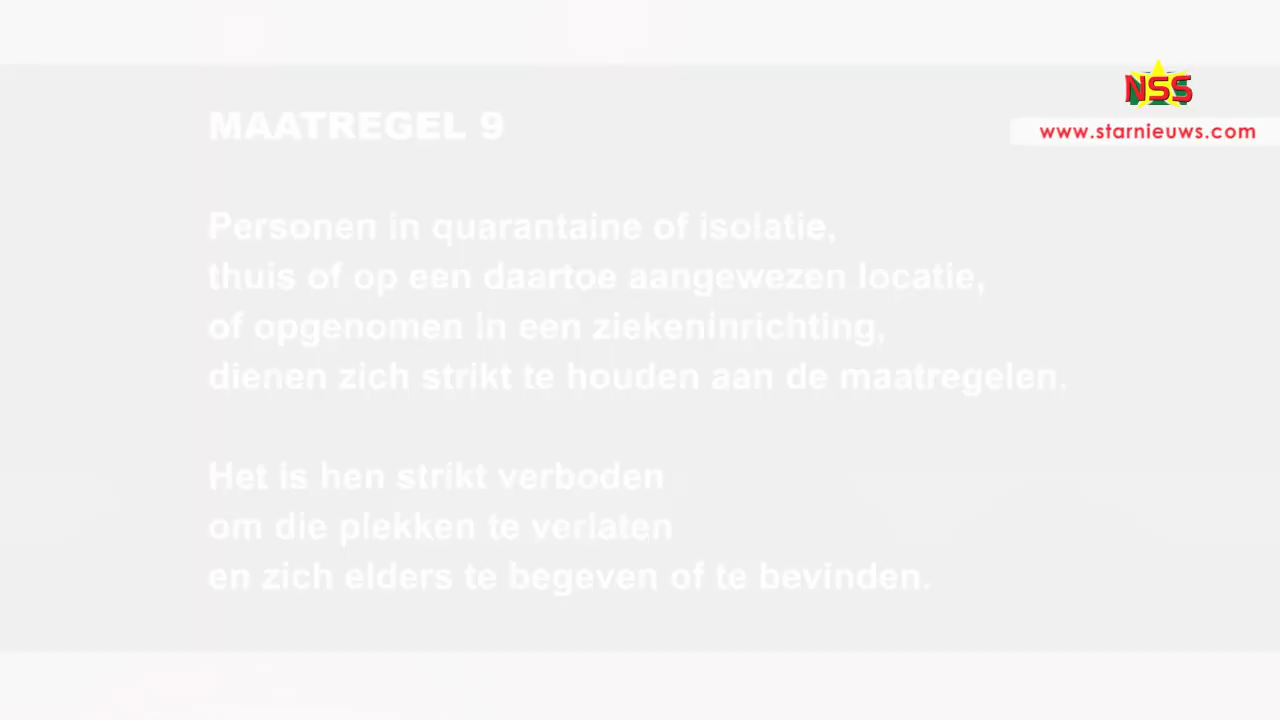 NSS
www.starnieuws.com
MAATREGEL 9
Personen in quarantaine of isolatie,
thuis of op een daartoe aangewezen locatie,
of opgenomen in een ziekeninrichting,
dienen zich strikt te houden aan de maatregelen.
Het is hen strikt verboden
om die plekken te verlaten
en zich elders te begeven of te bevinden.